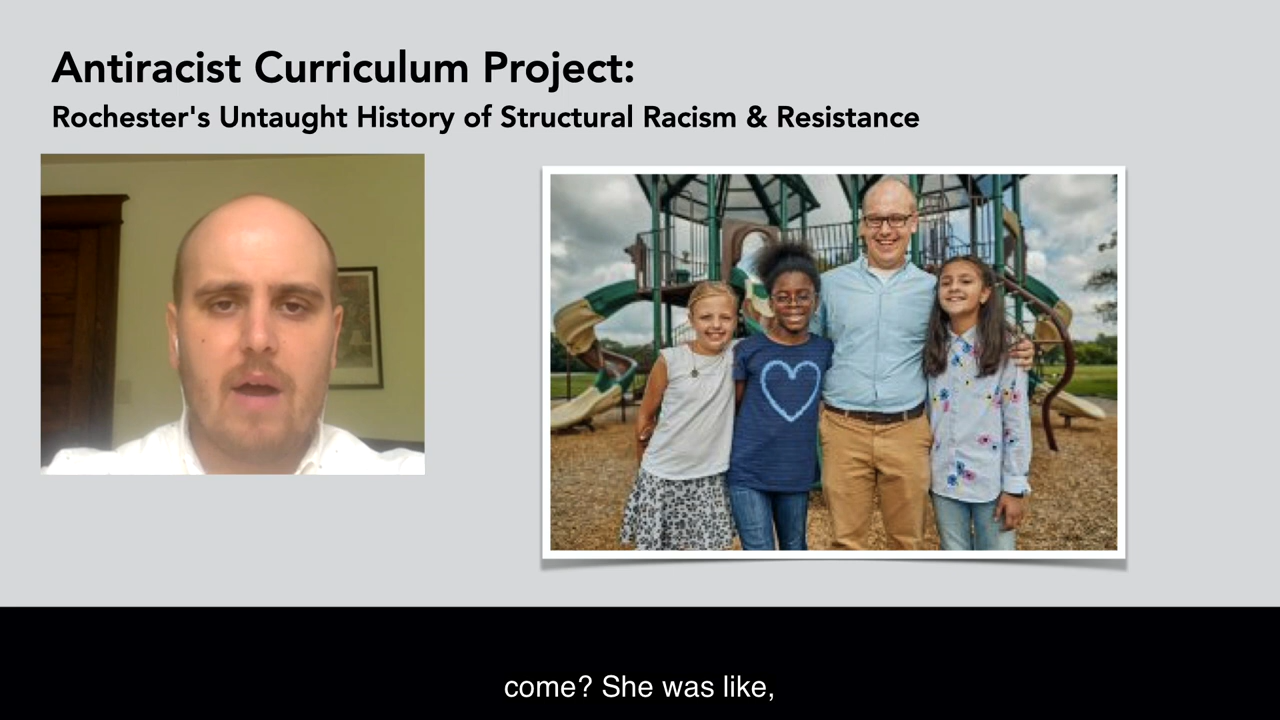 Antiracist Curriculum Project:
Rochester's Untaught History of Structural Racism & Resistance
come? She was like,